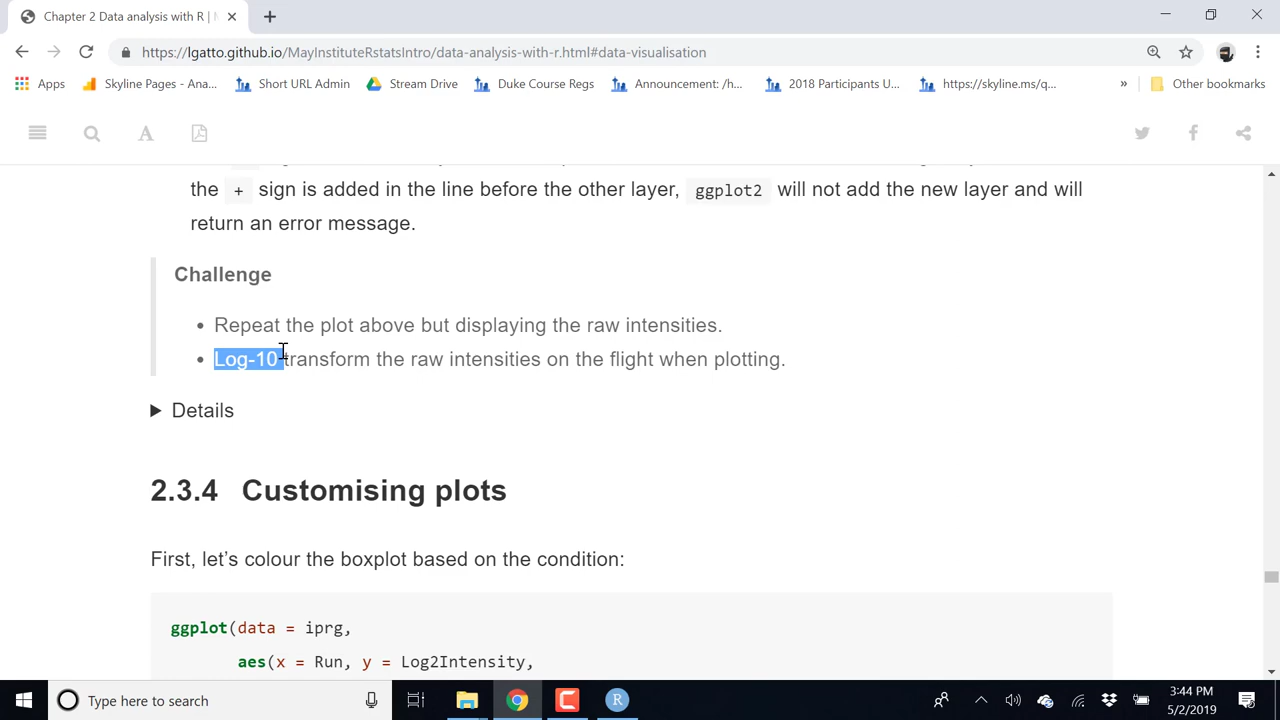 Chapter 2 Data analysis with R |
https://lgatto.github.io/MayInstituteRstatsIntro/data-analysis-with-r.html#data-visualisation
Apps Skyline Pages - Ana... Short URL Admin Stream Drive Duke Course Regs Announcement: /h... 2018 Participants U... https://skyline.ms/q... » Other bookmarks
the + sign is added in the line before the other layer, ggplot2 will not add the new layer and will
return an error message.
Challenge
• Repeat the plot above but displaying the raw intensities.
• Log-10 transform the raw intensities on the flight when plotting.
Details
2.3.4 Customising plots
First, let's colour the boxplot based on the condition:
ggplot(data = iprg,
aes(x = Run, y = Log2Intensity,
Type here to search
3:44 PM
5/2/2019